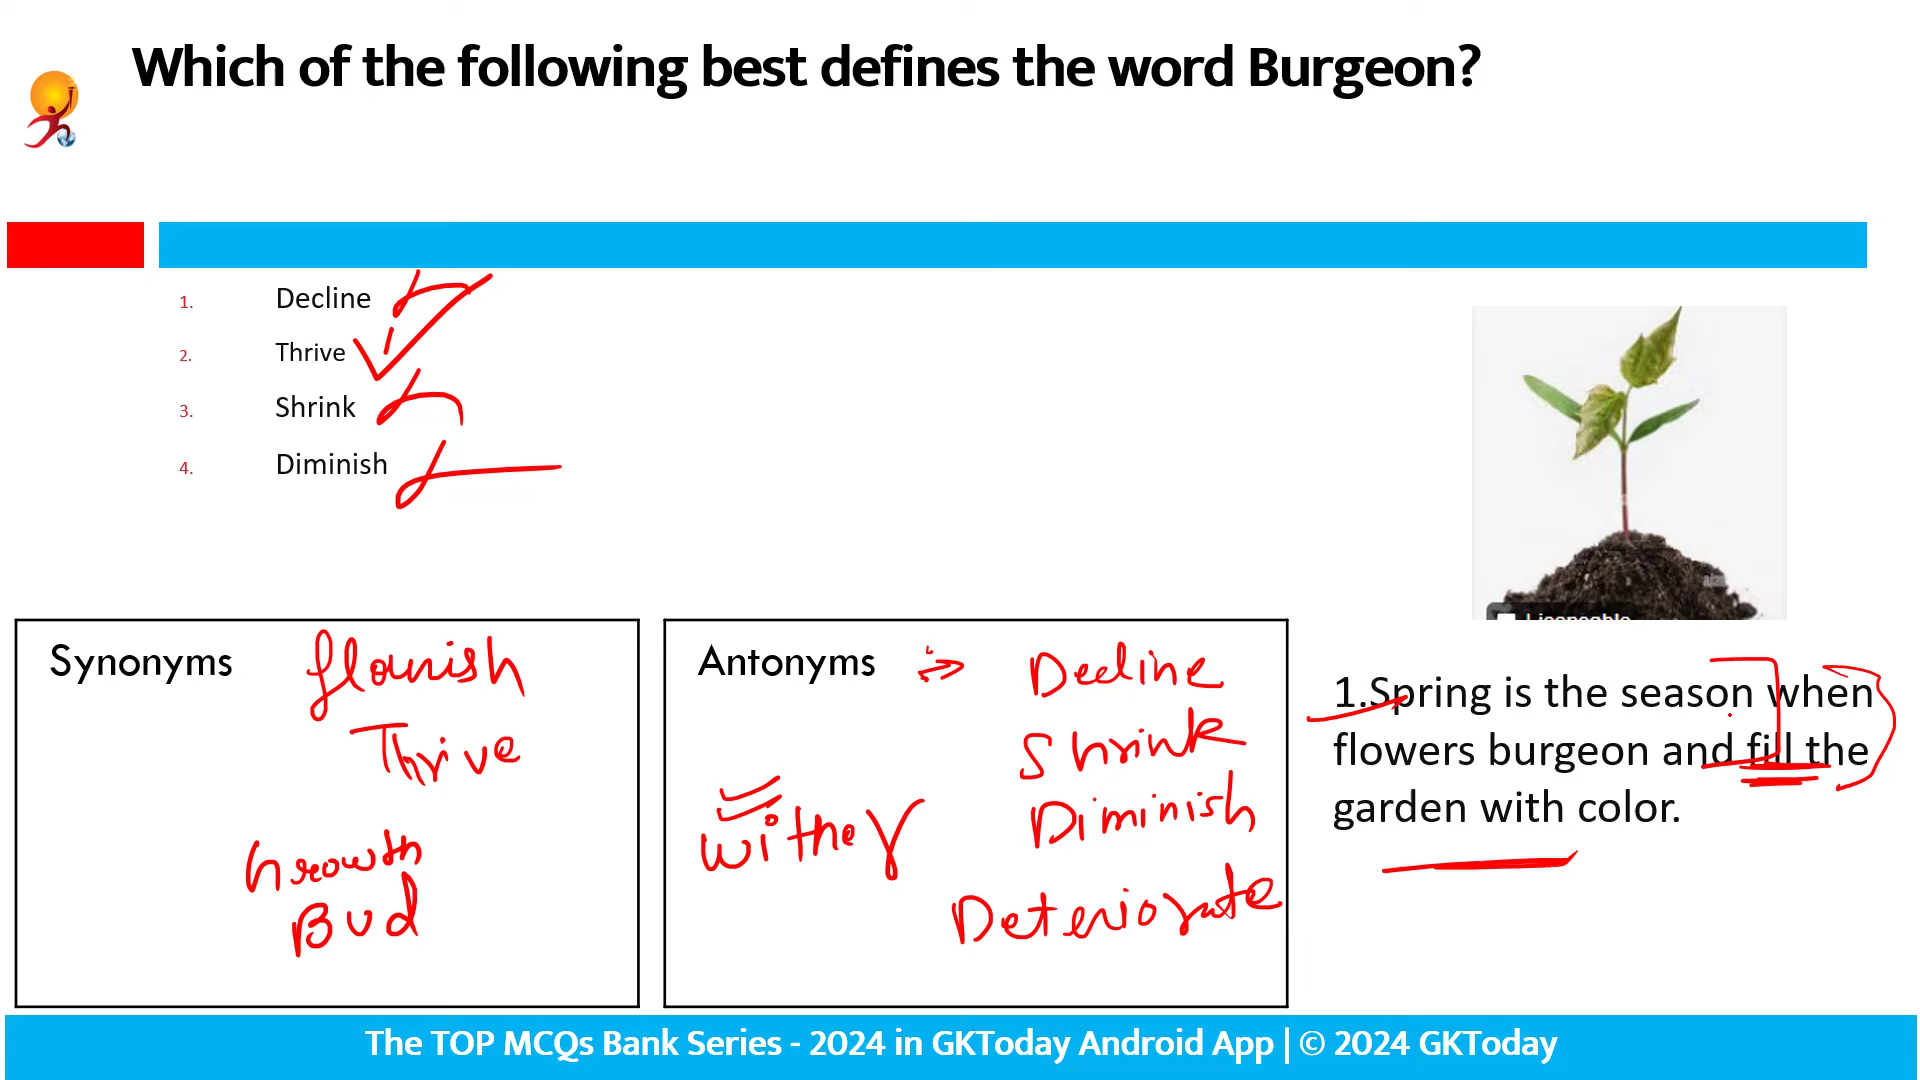 Which of the following best defines the word Burgeon?
1. Decline
2. Thrive
3. Shrink
4. Diminish
Synonyms
flourish
Thrive
Growth
Bud
Antonyms
Decline
Shrink
Diminish
Wither
Deteriorate
1.Spring is the season when
flowers burgeon and fill the
garden with color.
The TOP MCQs Bank Series - 2024 in GKToday Android App | © 2024 GKToday